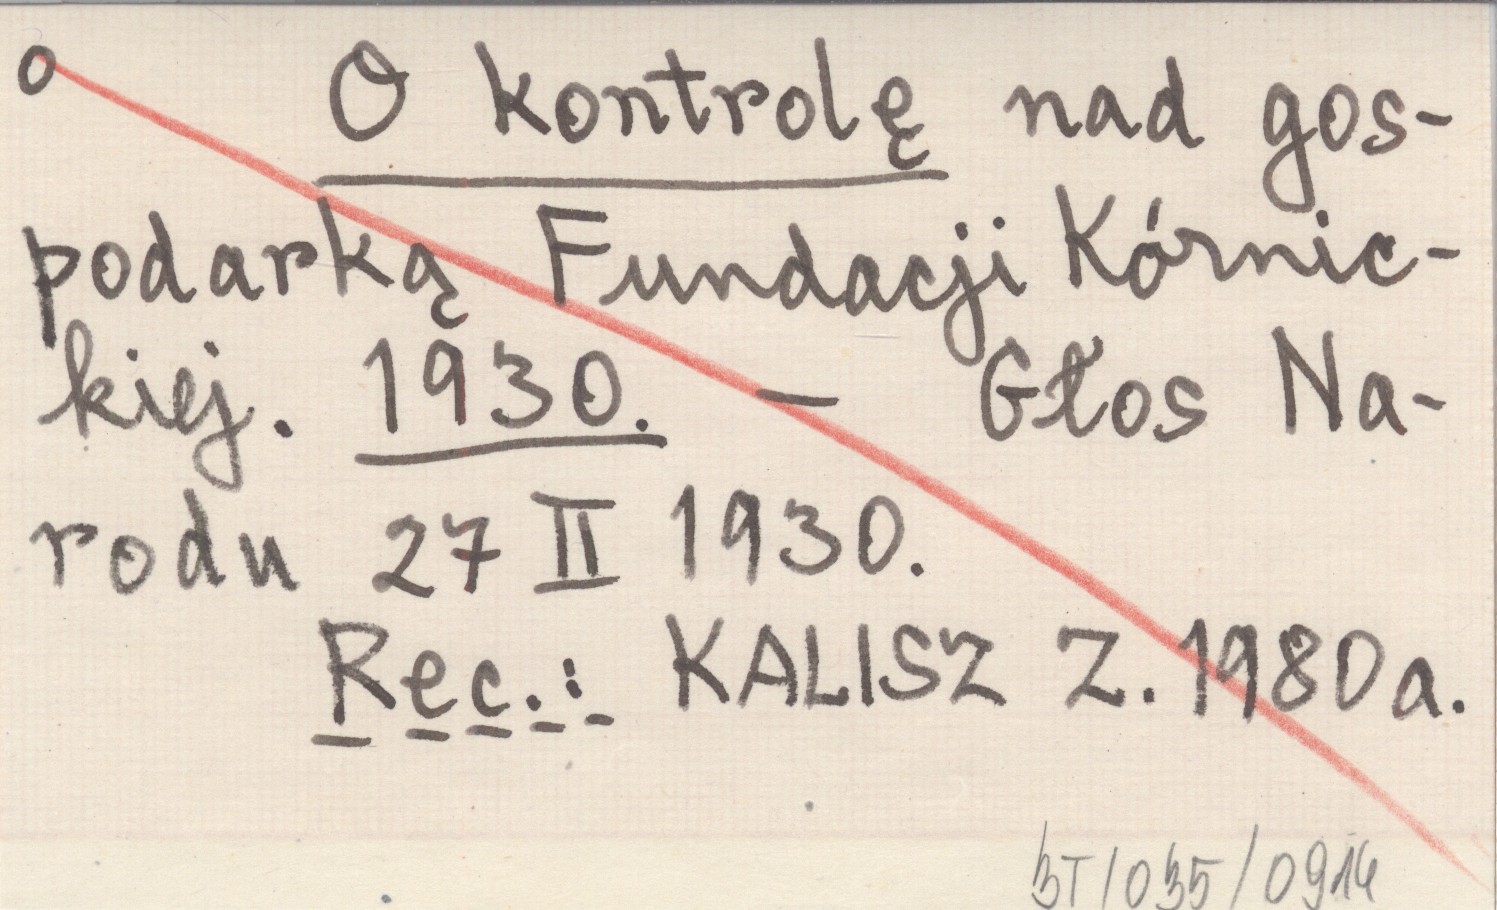 o O kontrolę nad gos-
podarką Fundacji Kórnic-
kiej. 1930. — Głos Na-
rodu 27 II 1930.
Rec.: KALISZ Z. 1980a.
BT/035/0914